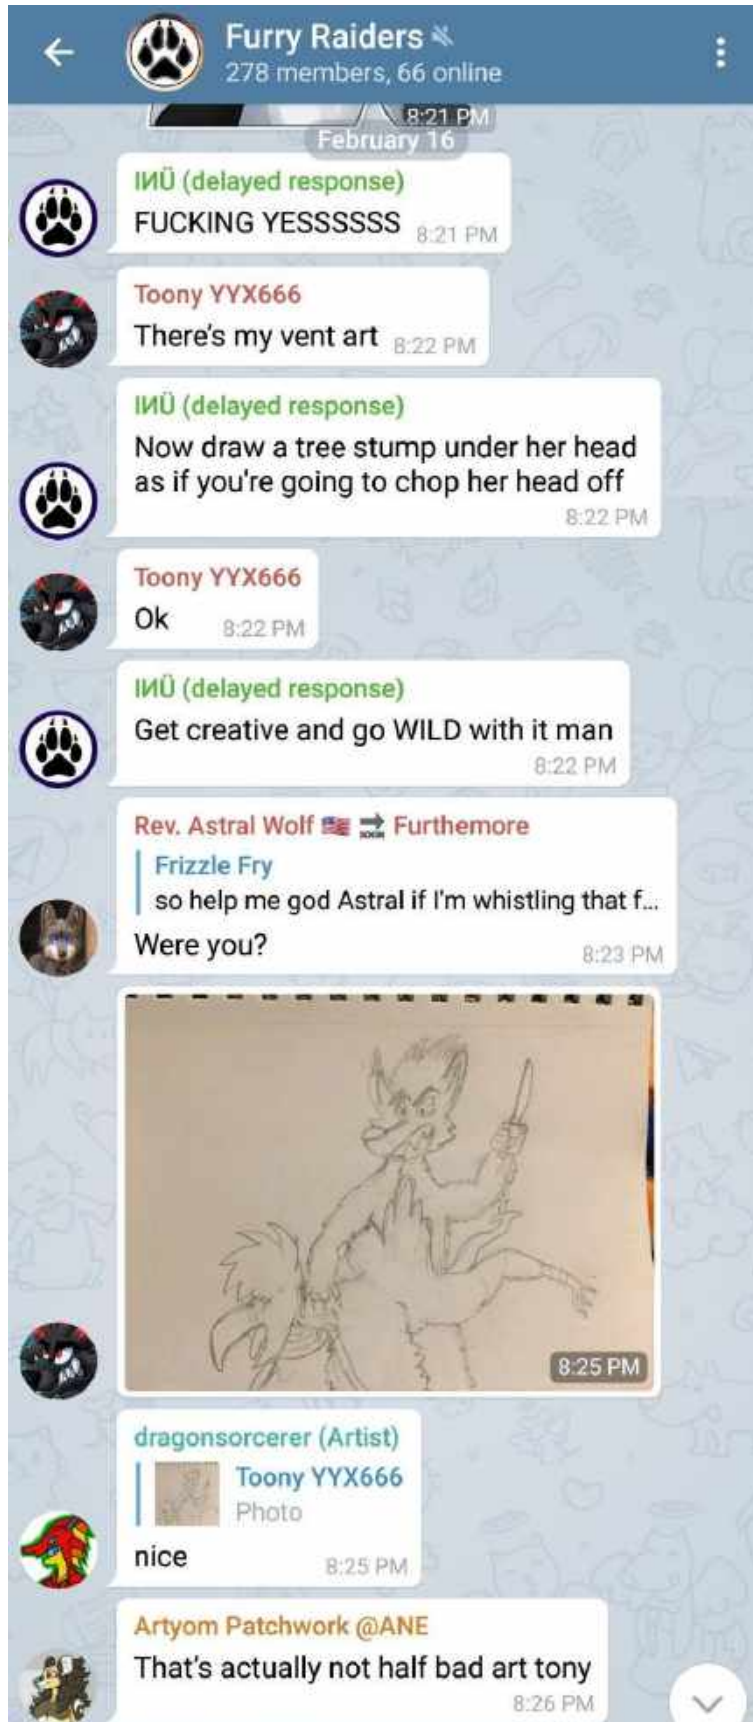 Furry Raiders
278 members, 66 online
8:21 PM
February 16
IИÜ (delayed response)
FUCKING YESSSSSS 8:21 PM
Toony YYX666
There's my vent art 8:22 PM
IИÜ (delayed response)
Now draw a tree stump under her head
as if you're going to chop her head off
8:22 PM
Toony YYX666
Ok 8:22 PM
IИÜ (delayed response)
Get creative and go WILD with it man
8:22 PM
Rev. Astral Wolf 🇺🇸 🔜 Furthemore
Frizzle Fry
so help me god Astral if I'm whistling that f...
Were you? 8:23 PM
8:25 PM
dragonsorcerer (Artist)
Toony YYX666
Photo
nice 8:25 PM
Artyom Patchwork @ANE
That's actually not half bad art tony
8:26 PM